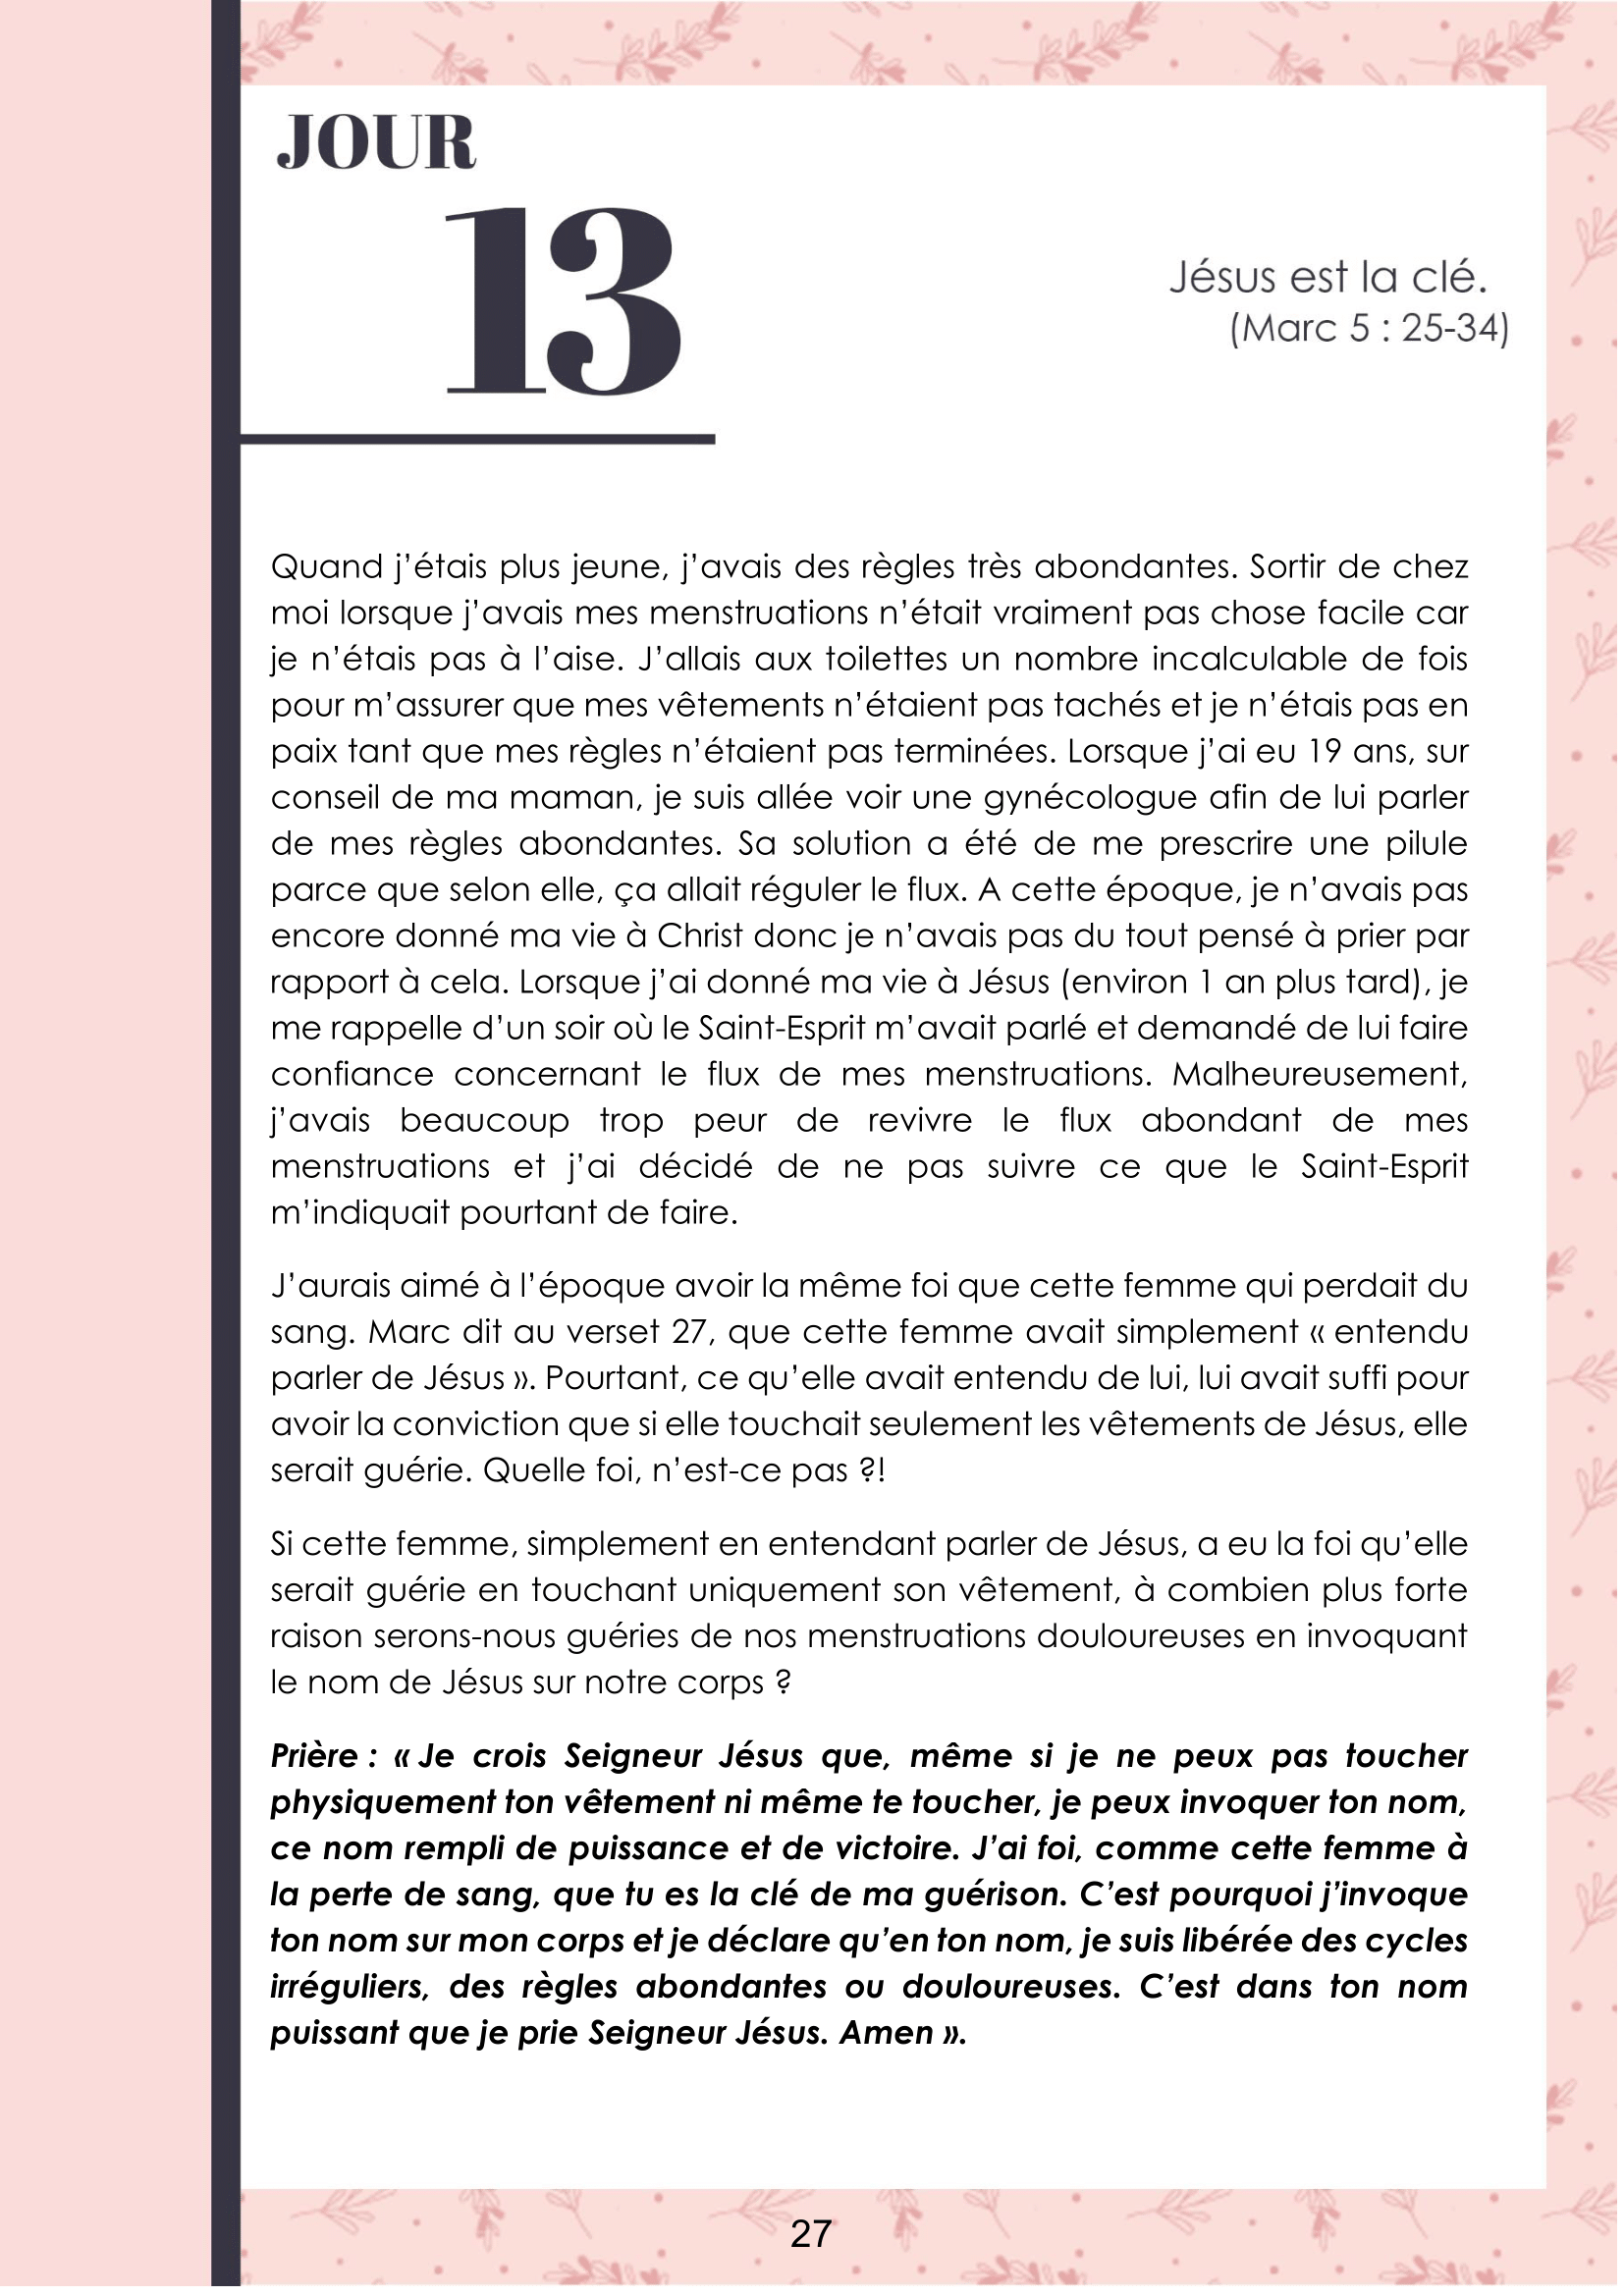 JOUR
13
Jésus est la clé.
(Marc 5 : 25-34)
Quand j’étais plus jeune, j’avais des règles très abondantes. Sortir de chez
moi lorsque j’avais mes menstruations n’était vraiment pas chose facile car
je n’étais pas à l’aise. J’allais aux toilettes un nombre incalculable de fois
pour m’assurer que mes vêtements n’étaient pas tachés et je n’étais pas en
paix tant que mes règles n’étaient pas terminées. Lorsque j’ai eu 19 ans, sur
conseil de ma maman, je suis allée voir une gynécologue afin de lui parler
de mes règles abondantes. Sa solution a été de me prescrire une pilule
parce que selon elle, ça allait réguler le flux. A cette époque, je n’avais pas
encore donné ma vie à Christ donc je n’avais pas du tout pensé à prier par
rapport à cela. Lorsque j’ai donné ma vie à Jésus (environ 1 an plus tard), je
me rappelle d’un soir où le Saint-Esprit m’avait parlé et demandé de lui faire
confiance concernant le flux de mes menstruations. Malheureusement,
j’avais beaucoup trop peur de revivre le flux abondant de mes
menstruations et j’ai décidé de ne pas suivre ce que le Saint-Esprit
m’indiquait pourtant de faire.
J’aurais aimé à l’époque avoir la même foi que cette femme qui perdait du
sang. Marc dit au verset 27, que cette femme avait simplement « entendu
parler de Jésus ». Pourtant, ce qu’elle avait entendu de lui, lui avait suffi pour
avoir la conviction que si elle touchait seulement les vêtements de Jésus, elle
serait guérie. Quelle foi, n’est-ce pas ?!
Si cette femme, simplement en entendant parler de Jésus, a eu la foi qu’elle
serait guérie en touchant uniquement son vêtement, à combien plus forte
raison serons-nous guéries de nos menstruations douloureuses en invoquant
le nom de Jésus sur notre corps ?
Prière : « Je crois Seigneur Jésus que, même si je ne peux pas toucher
physiquement ton vêtement ni même te toucher, je peux invoquer ton nom,
ce nom rempli de puissance et de victoire. J’ai foi, comme cette femme à
la perte de sang, que tu es la clé de ma guérison. C’est pourquoi j’invoque
ton nom sur mon corps et je déclare qu’en ton nom, je suis libérée des cycles
irréguliers, des règles abondantes ou douloureuses. C’est dans ton nom
puissant que je prie Seigneur Jésus. Amen ».
27